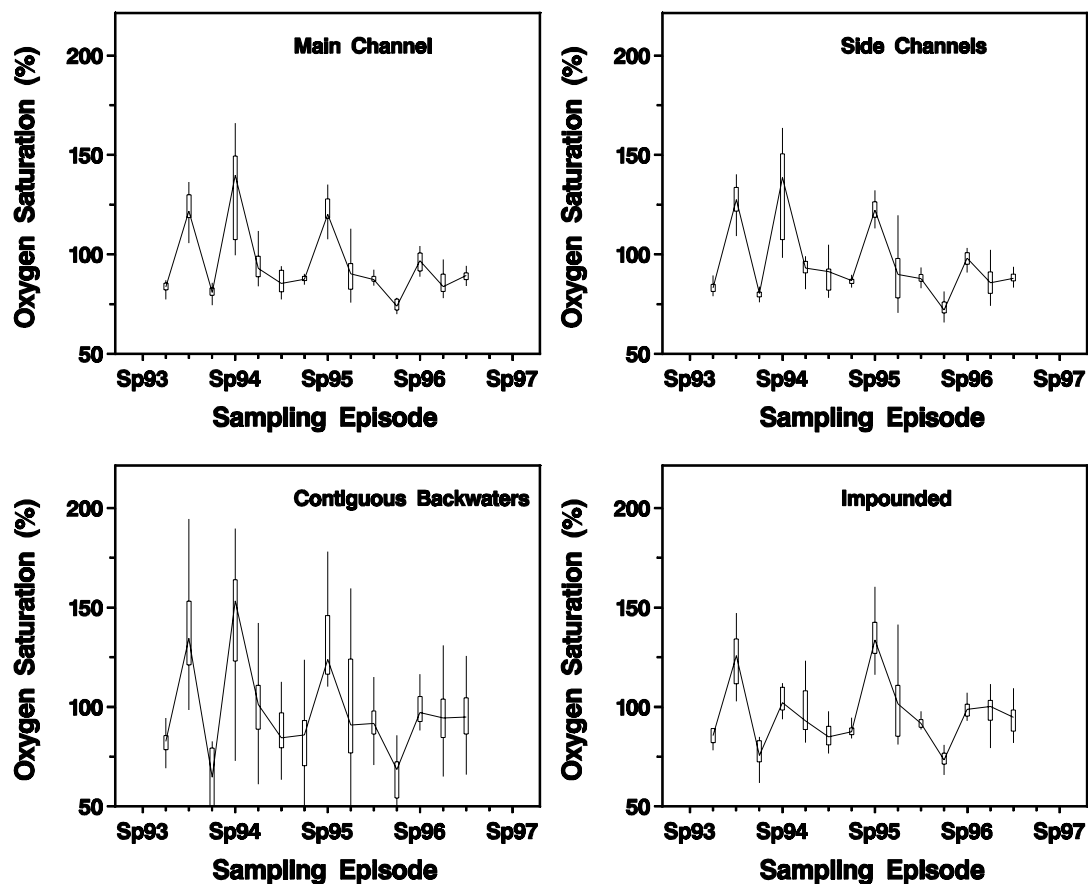 Main Channel
Oxygen Saturation (%)
200
150
100
50
Sp93 Sp94 Sp95 Sp96 Sp97
Sampling Episode
Side Channels
Oxygen Saturation (%)
200
150
100
50
Sp93 Sp94 Sp95 Sp96 Sp97
Sampling Episode
Contiguous Backwaters
Oxygen Saturation (%)
200
150
100
50
Sp93 Sp94 Sp95 Sp96 Sp97
Sampling Episode
Impounded
Oxygen Saturation (%)
200
150
100
50
Sp93 Sp94 Sp95 Sp96 Sp97
Sampling Episode